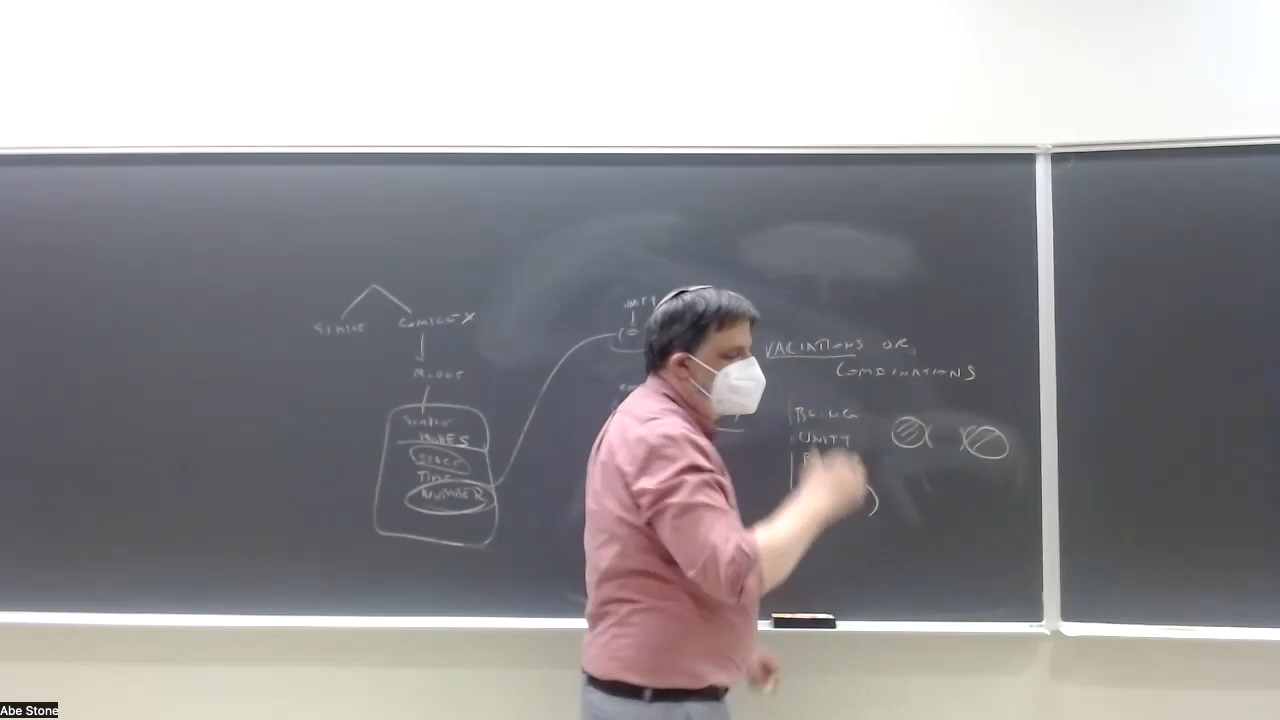 SIMPLE COMPLEX
MODES
SIMPLE
MODES
SPACE
TIME
NUMBER
UNITY
VARIATIONS OR
COMBINATIONS
BEING
UNITY
Abe Stone